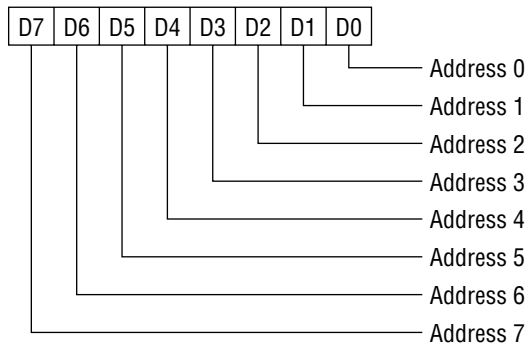 D7 D6 D5 D4 D3 D2 D1 D0
Address 0
Address 1
Address 2
Address 3
Address 4
Address 5
Address 6
Address 7